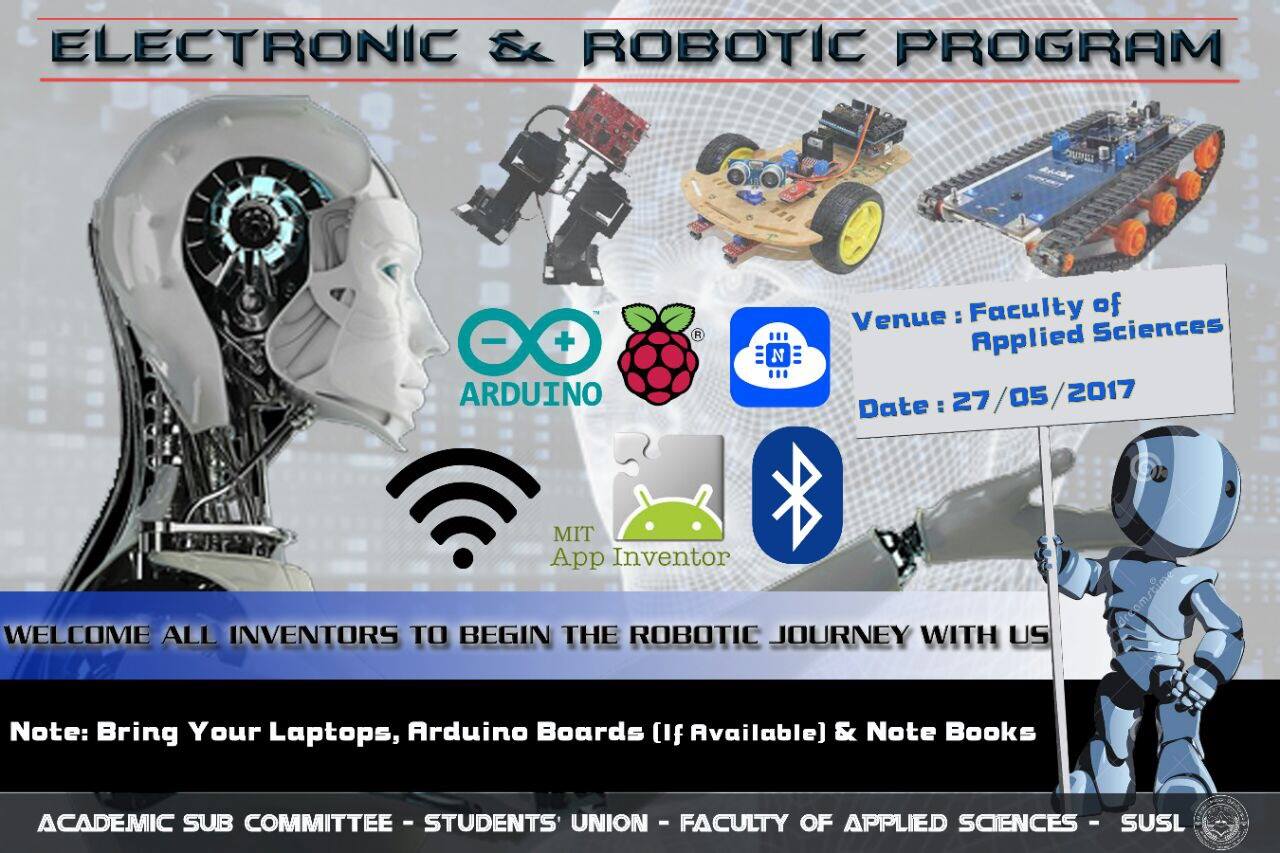 ELECTRONIC & ROBOTIC PROGRAM
Venue : Faculty of
Applied Sciences
Date : 27/05/2017
ARDUINO
™
®
N
MIT
App Inventor
dreamstime
WELCOME ALL INVENTORS TO BEGIN THE ROBOTIC JOURNEY WITH US
Note: Bring Your Laptops, Arduino Boards (If Available) & Note Books
ACADEMIC SUB COMMITTEE - STUDENTS' UNION - FACULTY OF APPLIED SCIENCES - SUSL